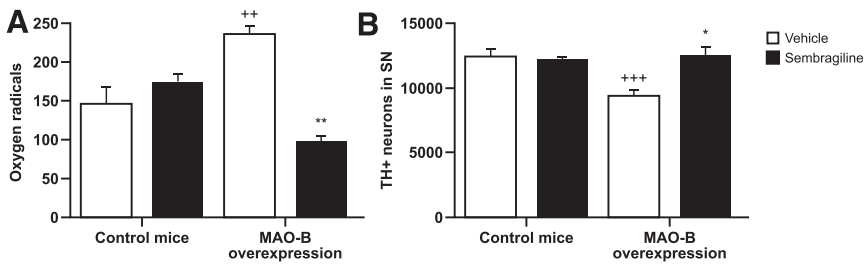 A
Oxygen radicals
250
200
150
100
50
0
++
**
Control mice
MAO-B
overexpression
B
TH+ neurons in SN
15000
10000
5000
0
+++
*
Control mice
MAO-B
overexpression
Vehicle
Sembragiline